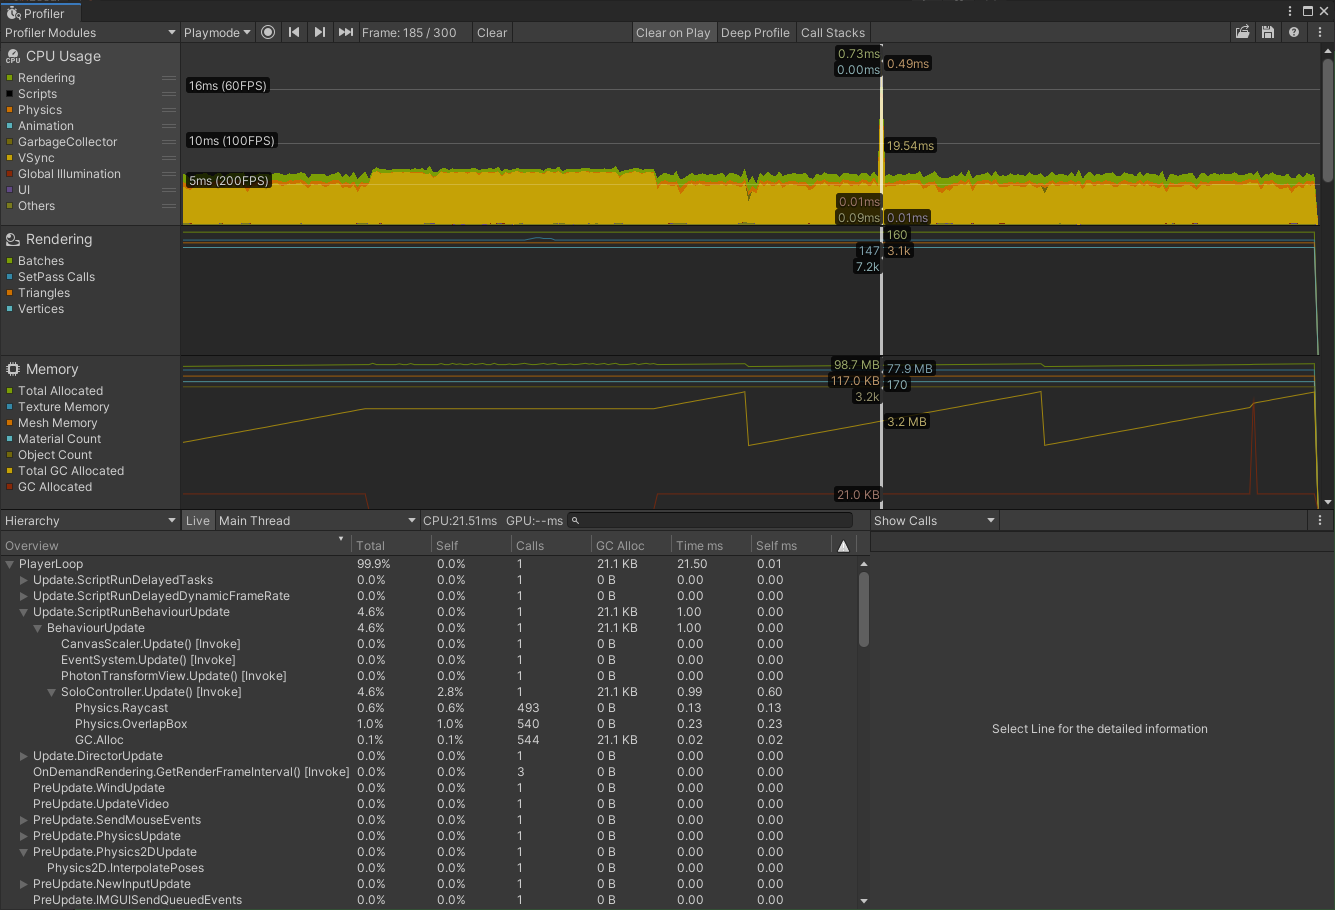 Profiler
Profiler Modules Playmode Frame: 185 / 300 Clear Clear on Play Deep Profile Call Stacks
CPU Usage
Rendering
Scripts
Physics
Animation
GarbageCollector
VSync
Global Illumination
UI
Others
16ms (60FPS)
10ms (100FPS)
5ms (200FPS)
0.73ms
0.00ms
0.49ms
19.54ms
0.01ms
0.09ms 0.01ms
Rendering
Batches
SetPass Calls
Triangles
Vertices
160
147 3.1k
7.2k
Memory
Total Allocated
Texture Memory
Mesh Memory
Material Count
Object Count
Total GC Allocated
GC Allocated
98.7 MB 77.9 MB
117.0 KB 170
3.2k
3.2 MB
21.0 KB
Hierarchy Live Main Thread CPU:21.51ms GPU:--ms Show Calls
Overview Total Self Calls GC Alloc Time ms Self ms
PlayerLoop 99.9% 0.0% 1 21.1 KB 21.50 0.01
Update.ScriptRunDelayedTasks 0.0% 0.0% 1 0 B 0.00 0.00
Update.ScriptRunDelayedDynamicFrameRate 0.0% 0.0% 1 0 B 0.00 0.00
Update.ScriptRunBehaviourUpdate 4.6% 0.0% 1 21.1 KB 1.00 0.00
BehaviourUpdate 4.6% 0.0% 1 21.1 KB 1.00 0.00
CanvasScaler.Update() [Invoke] 0.0% 0.0% 1 0 B 0.00 0.00
EventSystem.Update() [Invoke] 0.0% 0.0% 1 0 B 0.00 0.00
PhotonTransformView.Update() [Invoke] 0.0% 0.0% 1 0 B 0.00 0.00
SoloController.Update() [Invoke] 4.6% 2.8% 1 21.1 KB 0.99 0.60
Physics.Raycast 0.6% 0.6% 493 0 B 0.13 0.13
Physics.OverlapBox 1.0% 1.0% 540 0 B 0.23 0.23
GC.Alloc 0.1% 0.1% 544 21.1 KB 0.02 0.02
Update.DirectorUpdate 0.0% 0.0% 1 0 B 0.00 0.00
OnDemandRendering.GetRenderFrameInterval() [Invoke] 0.0% 0.0% 3 0 B 0.00 0.00
PreUpdate.WindUpdate 0.0% 0.0% 1 0 B 0.00 0.00
PreUpdate.UpdateVideo 0.0% 0.0% 1 0 B 0.00 0.00
PreUpdate.SendMouseEvents 0.0% 0.0% 1 0 B 0.00 0.00
PreUpdate.PhysicsUpdate 0.0% 0.0% 1 0 B 0.00 0.00
PreUpdate.Physics2DUpdate 0.0% 0.0% 1 0 B 0.00 0.00
Physics2D.InterpolatePoses 0.0% 0.0% 1 0 B 0.00 0.00
PreUpdate.NewInputUpdate 0.0% 0.0% 1 0 B 0.00 0.00
PreUpdate.IMGUISendQueuedEvents 0.0% 0.0% 1 0 B 0.00 0.00
Select Line for the detailed information